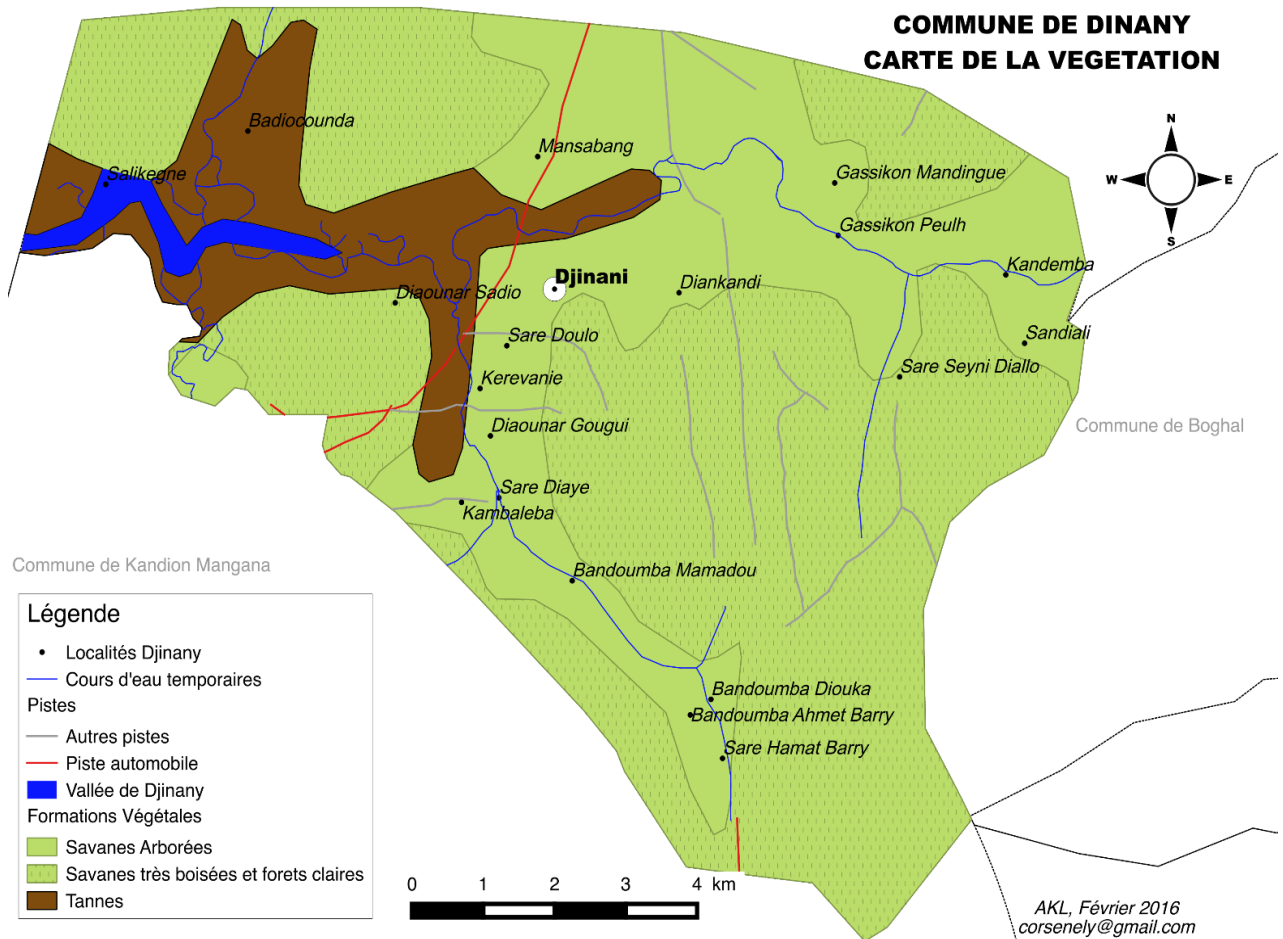 COMMUNE DE DINANY
CARTE DE LA VEGETATION
N
W
E
S
Badiocounda
Mansabang
Salikegne
Gassikon Mandingue
Gassikon Peulh
Kandemba
Djinani
Diankandi
Diaounar Sadio
Sare Doulo
Sandiali
Sare Seyni Diallo
Kerevanie
Diaounar Gougui
Commune de Boghal
Sare Diaye
Kambaleba
Commune de Kandion Mangana
Bandoumba Mamadou
Bandoumba Diouka
Bandoumba Ahmet Barry
Sare Hamat Barry
Légende
Localités Djinany
Cours d'eau temporaires
Pistes
Autres pistes
Piste automobile
Vallée de Djinany
Formations Végétales
Savanes Arborées
Savanes très boisées et forets claires
Tannes
0 1 2 3 4 km
AKL, Février 2016
corsenely@gmail.com